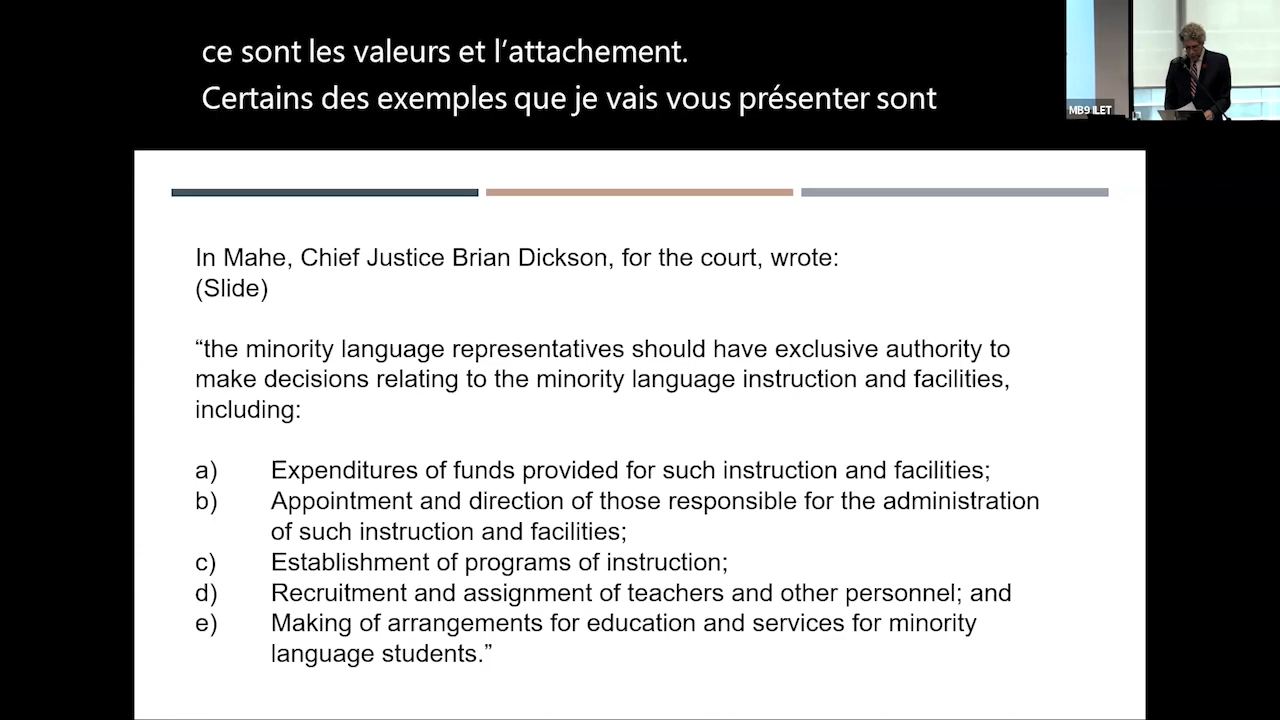 ce sont les valeurs et l’attachement.
Certains des exemples que je vais vous présenter sont
MB9 ILET
In Mahe, Chief Justice Brian Dickson, for the court, wrote:
(Slide)
“the minority language representatives should have exclusive authority to
make decisions relating to the minority language instruction and facilities,
including:
a) Expenditures of funds provided for such instruction and facilities;
b) Appointment and direction of those responsible for the administration
of such instruction and facilities;
c) Establishment of programs of instruction;
d) Recruitment and assignment of teachers and other personnel; and
e) Making of arrangements for education and services for minority
language students.”